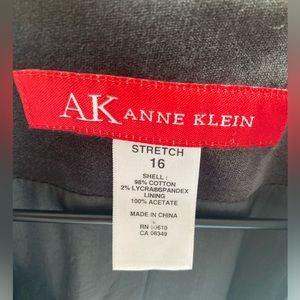 AK ANNE KLEIN
STRETCH
16
SHELL:
98% COTTON
2% LYCRA®SPANDEX
LINING
100% ACETATE
MADE IN CHINA
RN
CA 06349